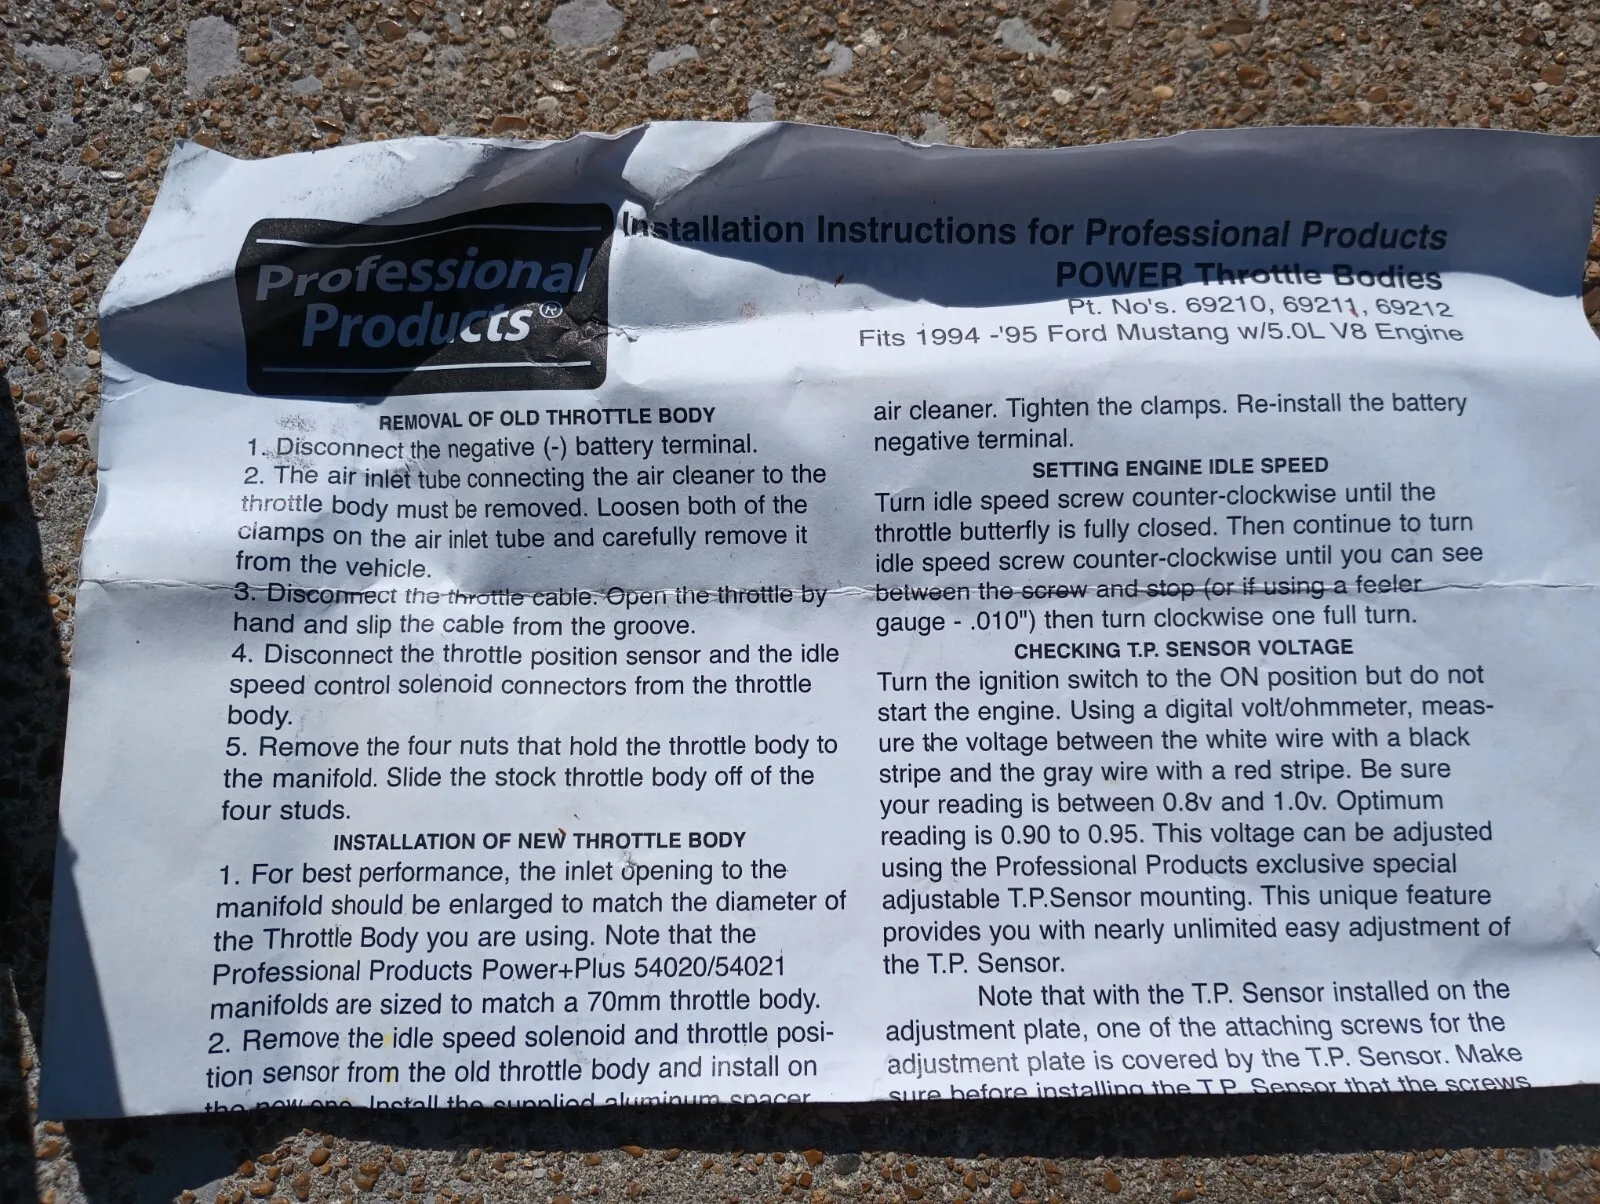 Professional
Products®
Installation Instructions for Professional Products
POWER Throttle Bodies
Pt. No's. 69210, 69211, 69212
Fits 1994 -'95 Ford Mustang w/5.0L V8 Engine
REMOVAL OF OLD THROTTLE BODY
1. Disconnect the negative (-) battery terminal.
2. The air inlet tube connecting the air cleaner to the
throttle body must be removed. Loosen both of the
clamps on the air inlet tube and carefully remove it
from the vehicle.
3. Disconnect the throttle cable. Open the throttle by
hand and slip the cable from the groove.
4. Disconnect the throttle position sensor and the idle
speed control solenoid connectors from the throttle
body.
5. Remove the four nuts that hold the throttle body to
the manifold. Slide the stock throttle body off of the
four studs.
INSTALLATION OF NEW THROTTLE BODY
1. For best performance, the inlet opening to the
manifold should be enlarged to match the diameter of
the Throttle Body you are using. Note that the
Professional Products Power+Plus 54020/54021
manifolds are sized to match a 70mm throttle body.
2. Remove the idle speed solenoid and throttle posi-
tion sensor from the old throttle body and install on
the new one. Install the supplied aluminum spacer
air cleaner. Tighten the clamps. Re-install the battery
negative terminal.
SETTING ENGINE IDLE SPEED
Turn idle speed screw counter-clockwise until the
throttle butterfly is fully closed. Then continue to turn
idle speed screw counter-clockwise until you can see
between the screw and stop (or if using a feeler
gauge - .010") then turn clockwise one full turn.
CHECKING T.P. SENSOR VOLTAGE
Turn the ignition switch to the ON position but do not
start the engine. Using a digital volt/ohmmeter, meas-
ure the voltage between the white wire with a black
stripe and the gray wire with a red stripe. Be sure
your reading is between 0.8v and 1.0v. Optimum
reading is 0.90 to 0.95. This voltage can be adjusted
using the Professional Products exclusive special
adjustable T.P.Sensor mounting. This unique feature
provides you with nearly unlimited easy adjustment of
the T.P. Sensor.
Note that with the T.P. Sensor installed on the
adjustment plate, one of the attaching screws for the
adjustment plate is covered by the T.P. Sensor. Make
sure before installing the T.P. Sensor that the screws